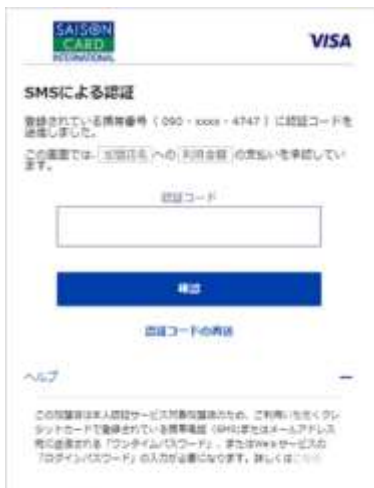 SAISON
CARD
INTERNATIONAL
VISA
SMSによる認証
登録されている携帯番号（090・xxxx・4747）に認証コードを
送信しました。
この画面では 加盟店名 への 利用金額 の支払いを承認してい
ます。
認証コード
確認
認証コードの再送
ヘルプ
この加盟店は本人認証サービス対象加盟店のため、ご利用いただくクレ
ジットカードで登録されている携帯電話（SMS)またはメールアドレス
宛に送信される「ワンタイムパスワード」、またはWebサービスの
「ログインパスワード」の入力が必要になります。詳しくはこちら